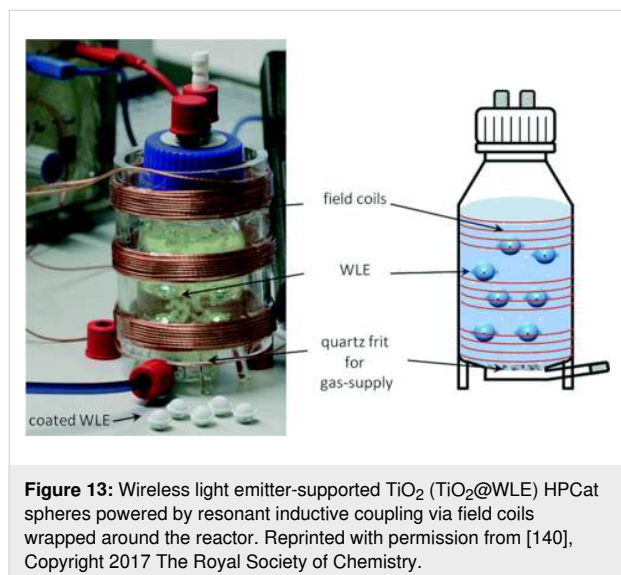 field coils
WLE
quartz frit
for
gas-supply
coated WLE
Figure 13: Wireless light emitter-supported TiO₂ (TiO₂@WLE) HPCat
spheres powered by resonant inductive coupling via field coils
wrapped around the reactor. Reprinted with permission from [140],
Copyright 2017 The Royal Society of Chemistry.